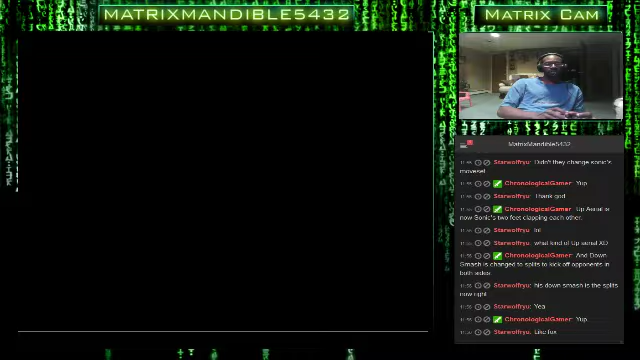 MATRIXMANDIBLE5432
MATRIX CAM
MatrixMandible5432
Starwolfryu: Didn't they change sonic's
moveset
ChronologicalGamer: Yup
Starwolfryu: Thank god
ChronologicalGamer: Up Aerial is
now Sonic's two feet clapping each other.
Starwolfryu: lol
Starwolfryu: what kind of Up aerial XD
ChronologicalGamer: And Down
Smash is changed to splits to kick off opponents in
both sides
Starwolfryu: his down smash is the splits
now right
Starwolfryu: Yea
ChronologicalGamer: Yup
Starwolfryu: Like fox